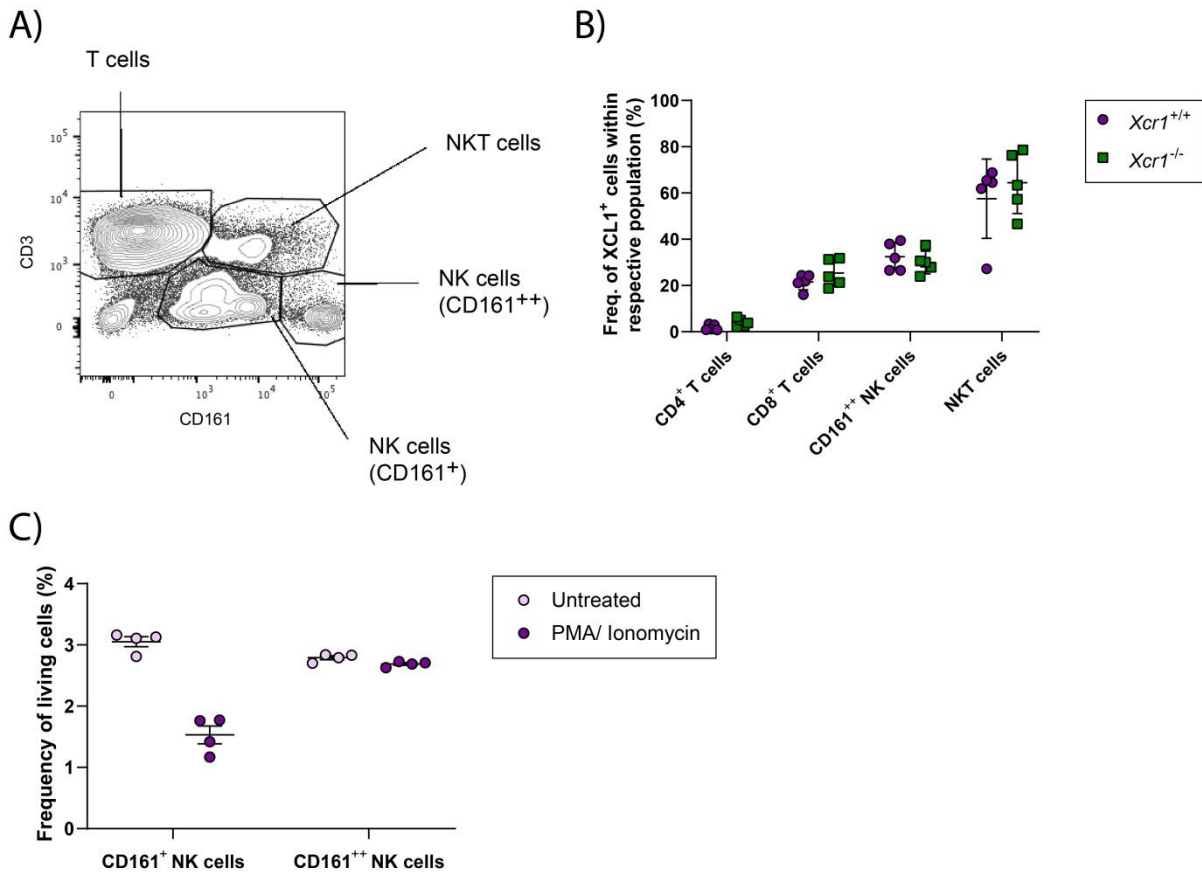 A)
T cells
NKT cells
NK cells
(CD161++)
NK cells
(CD161+)
CD3
10^5
10^4
10^3
0
0
10^3
10^4
10^5
CD161
B)
Freq. of XCL1+ cells within
respective population (%)
100
80
60
40
20
0
CD4+ T cells
CD8+ T cells
CD161++ NK cells
NKT cells
Xcr1+/+
Xcr1-/-
C)
Frequency of living cells (%)
4
3
2
1
0
CD161+ NK cells
CD161++ NK cells
Untreated
PMA/ Ionomycin